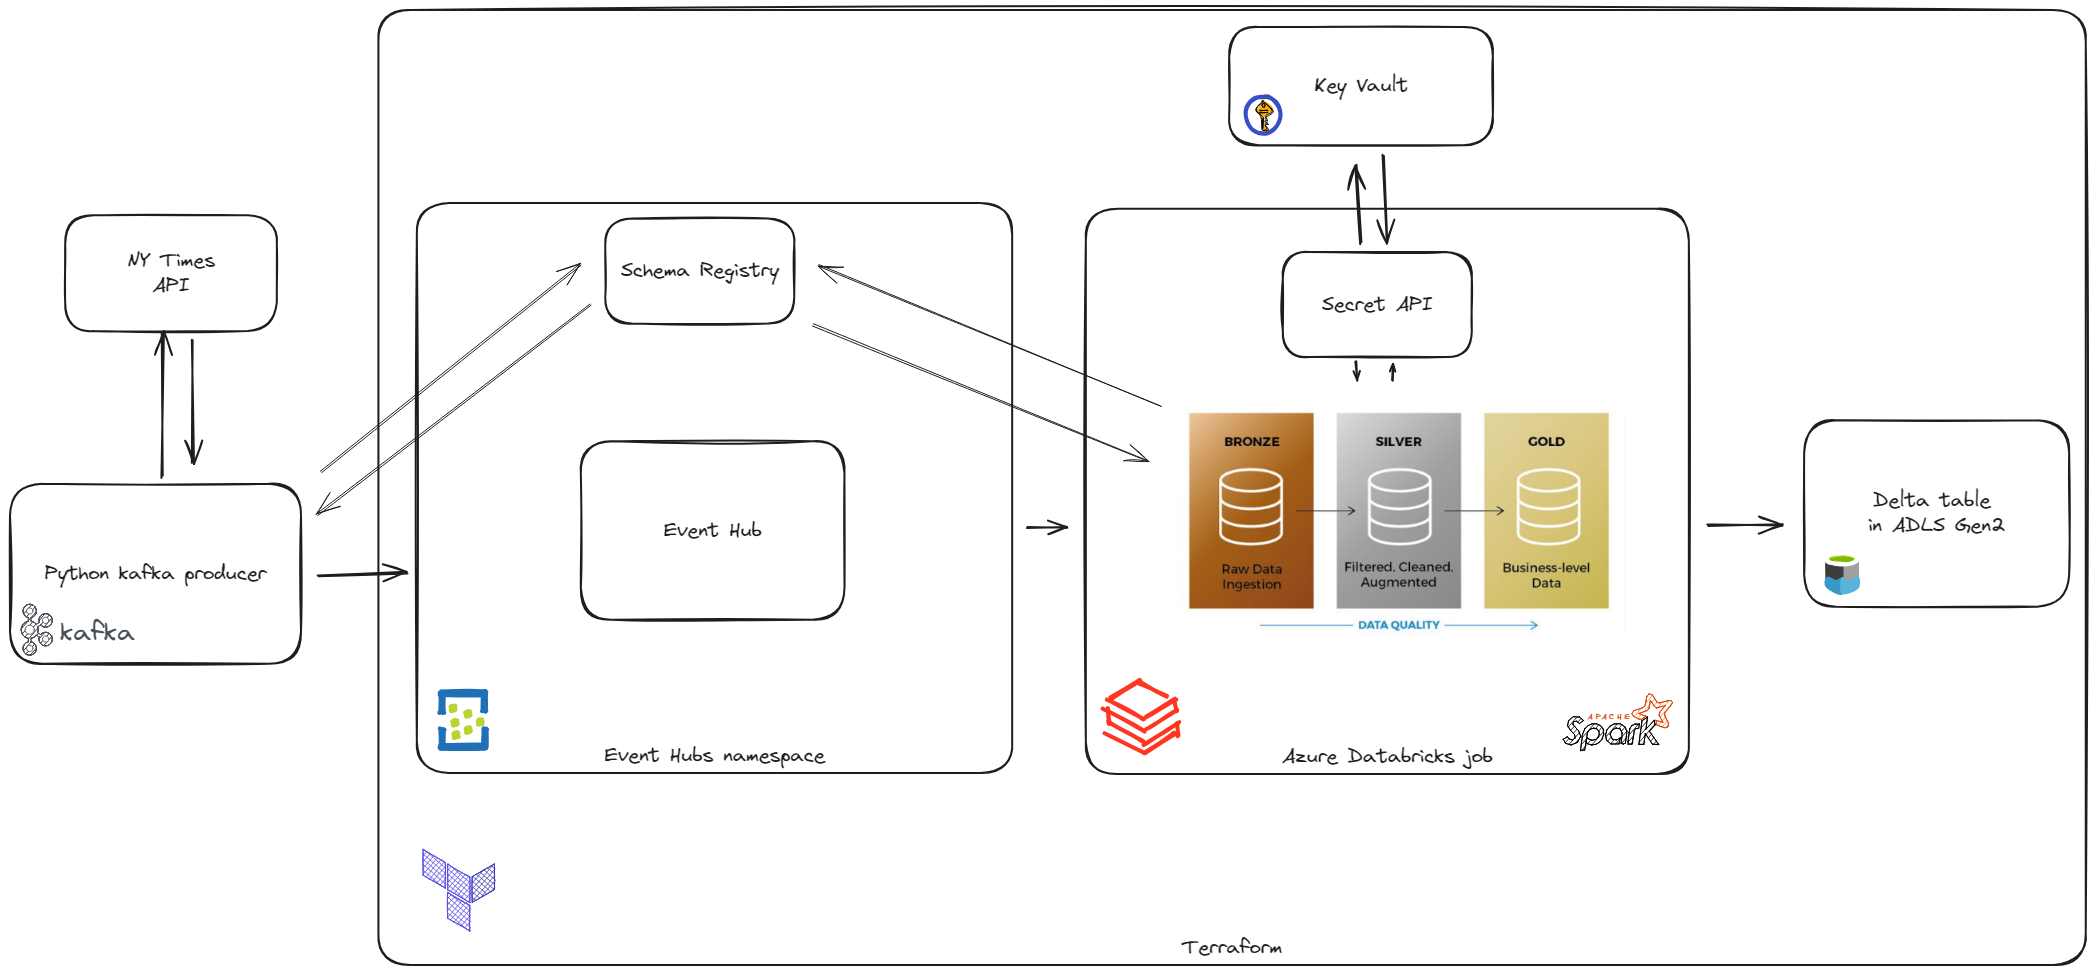 Key Vault
NY Times
API
Schema Registry
Secret API
BRONZE
SILVER
GOLD
Raw Data
Ingestion
Filtered, Cleaned,
Augmented
Business-level
Data
DATA QUALITY
Event Hub
Delta table
in ADLS Gen2
Python kafka producer
kafka
Event Hubs namespace
Azure Databricks job
APACHE
Spark
Terraform